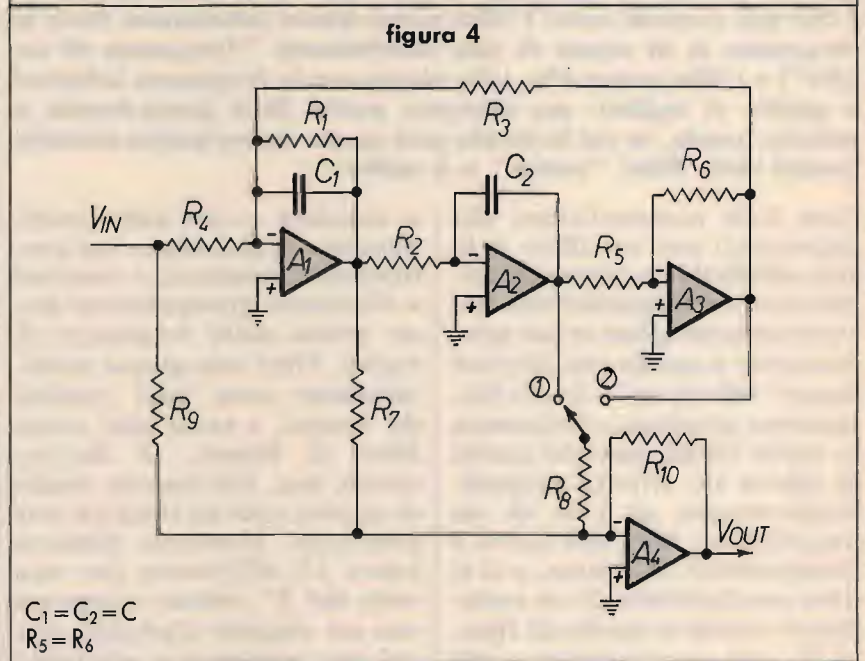 figura 4
R3
R1
C1
C2
R6
VIN
R4
R2
R5
- A1 +
- A2 +
- A3 +
① ②
R9
R7
R8
R10
- A4 +
VOUT
C1=C2=C
R5=R6